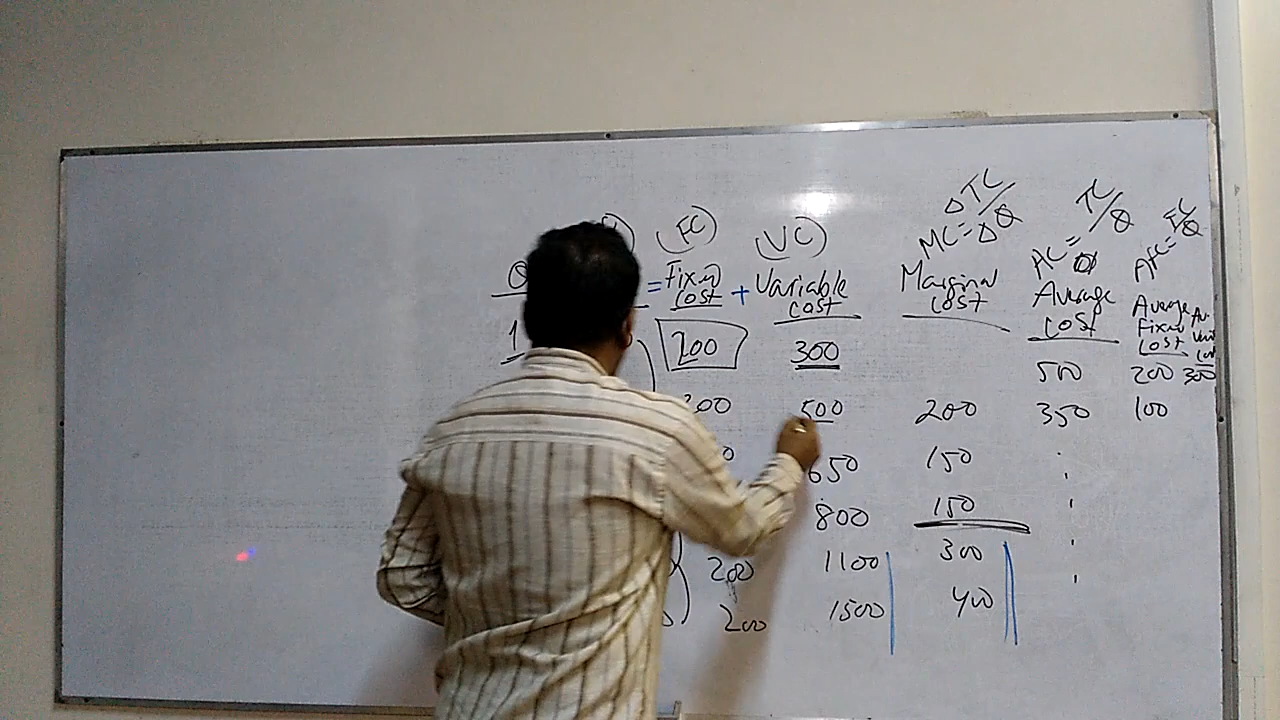 ΔTC/ TC/ FC/
(FC) (VC) MC=ΔQ AC= Q AFC= Q
Q = Fixed + Variable Marginal Average Average
Cost Cost Cost Cost Fixed
Cost
1 200 300 500 200 300
200 500 200 350 100
650 150
800 150
200 1100 300
200 1500 400